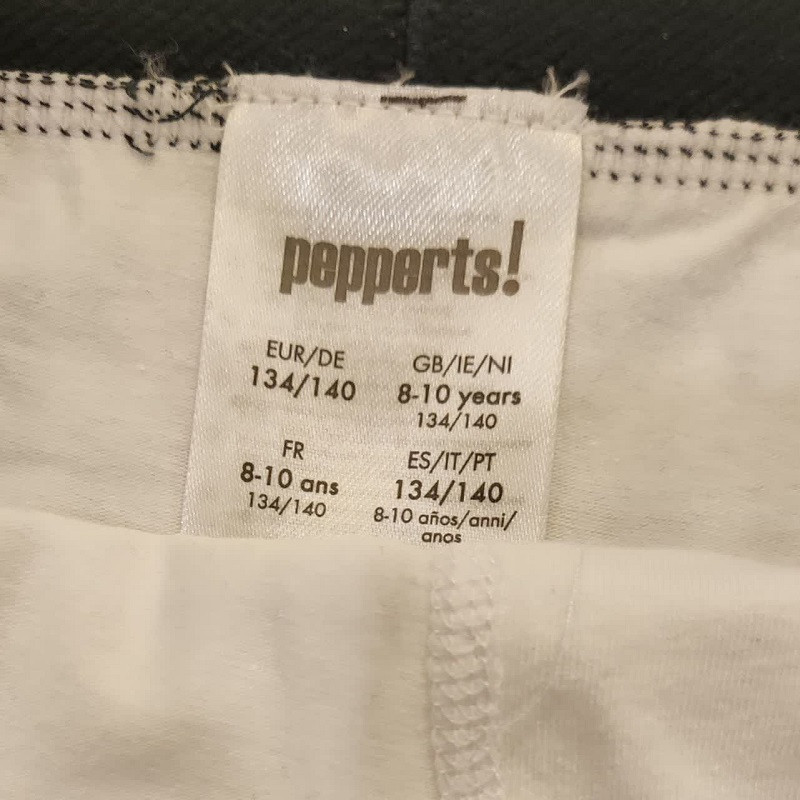 pepperts!
EUR/DE
134/140
GB/IE/NI
8-10 years
134/140
FR
8-10 ans
134/140
ES/IT/PT
134/140
8-10 años/anni/
anos